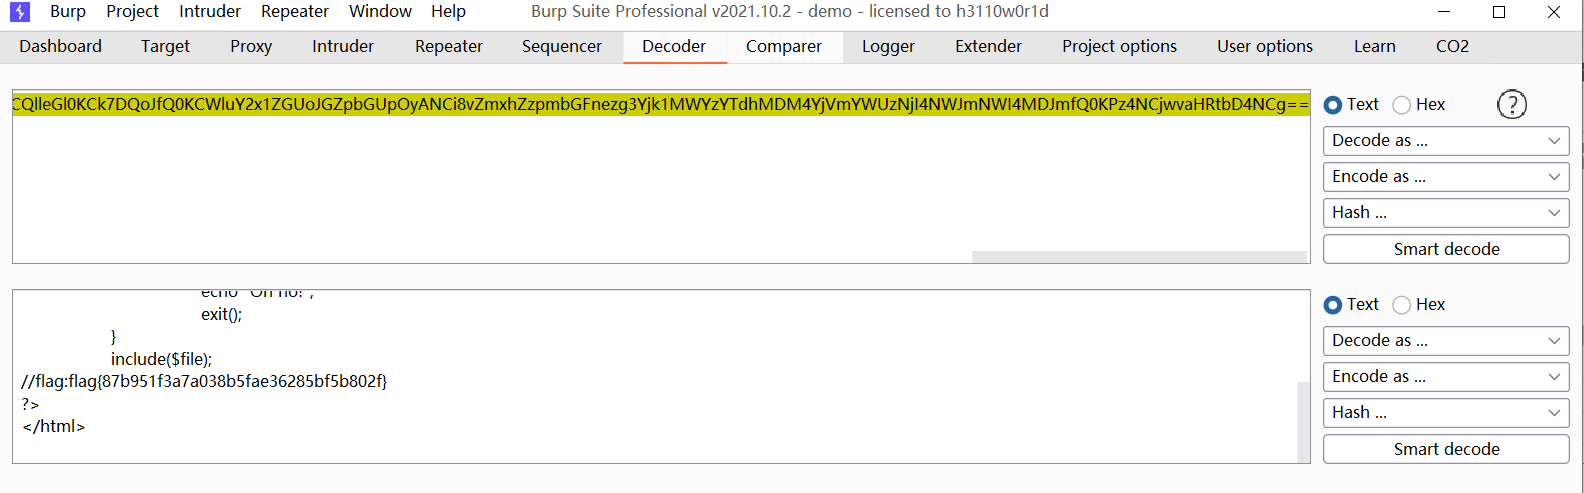 Burp Project Intruder Repeater Window Help Burp Suite Professional v2021.10.2 - demo - licensed to h3110w0r1d
Dashboard Target Proxy Intruder Repeater Sequencer Decoder Comparer Logger Extender Project options User options Learn CO2
CQlleGl0KCk7DQoJfQ0KCWluY2x1ZGUoJGZpbGUpOyANCi8vZmxhZzpmbGFnezg3Yjk1MWYzYTdhMDM4YjVmYWUzNjI4NWJmNWI4MDJmfQ0KPz4NCjwvaHRtbD4NCg==
Text Hex ?
Decode as ...
Encode as ...
Hash ...
Smart decode
echo "Oh no!";
exit();
}
include($file);
//flag:flag{87b951f3a7a038b5fae36285bf5b802f}
?>
</html>
Text Hex
Decode as ...
Encode as ...
Hash ...
Smart decode